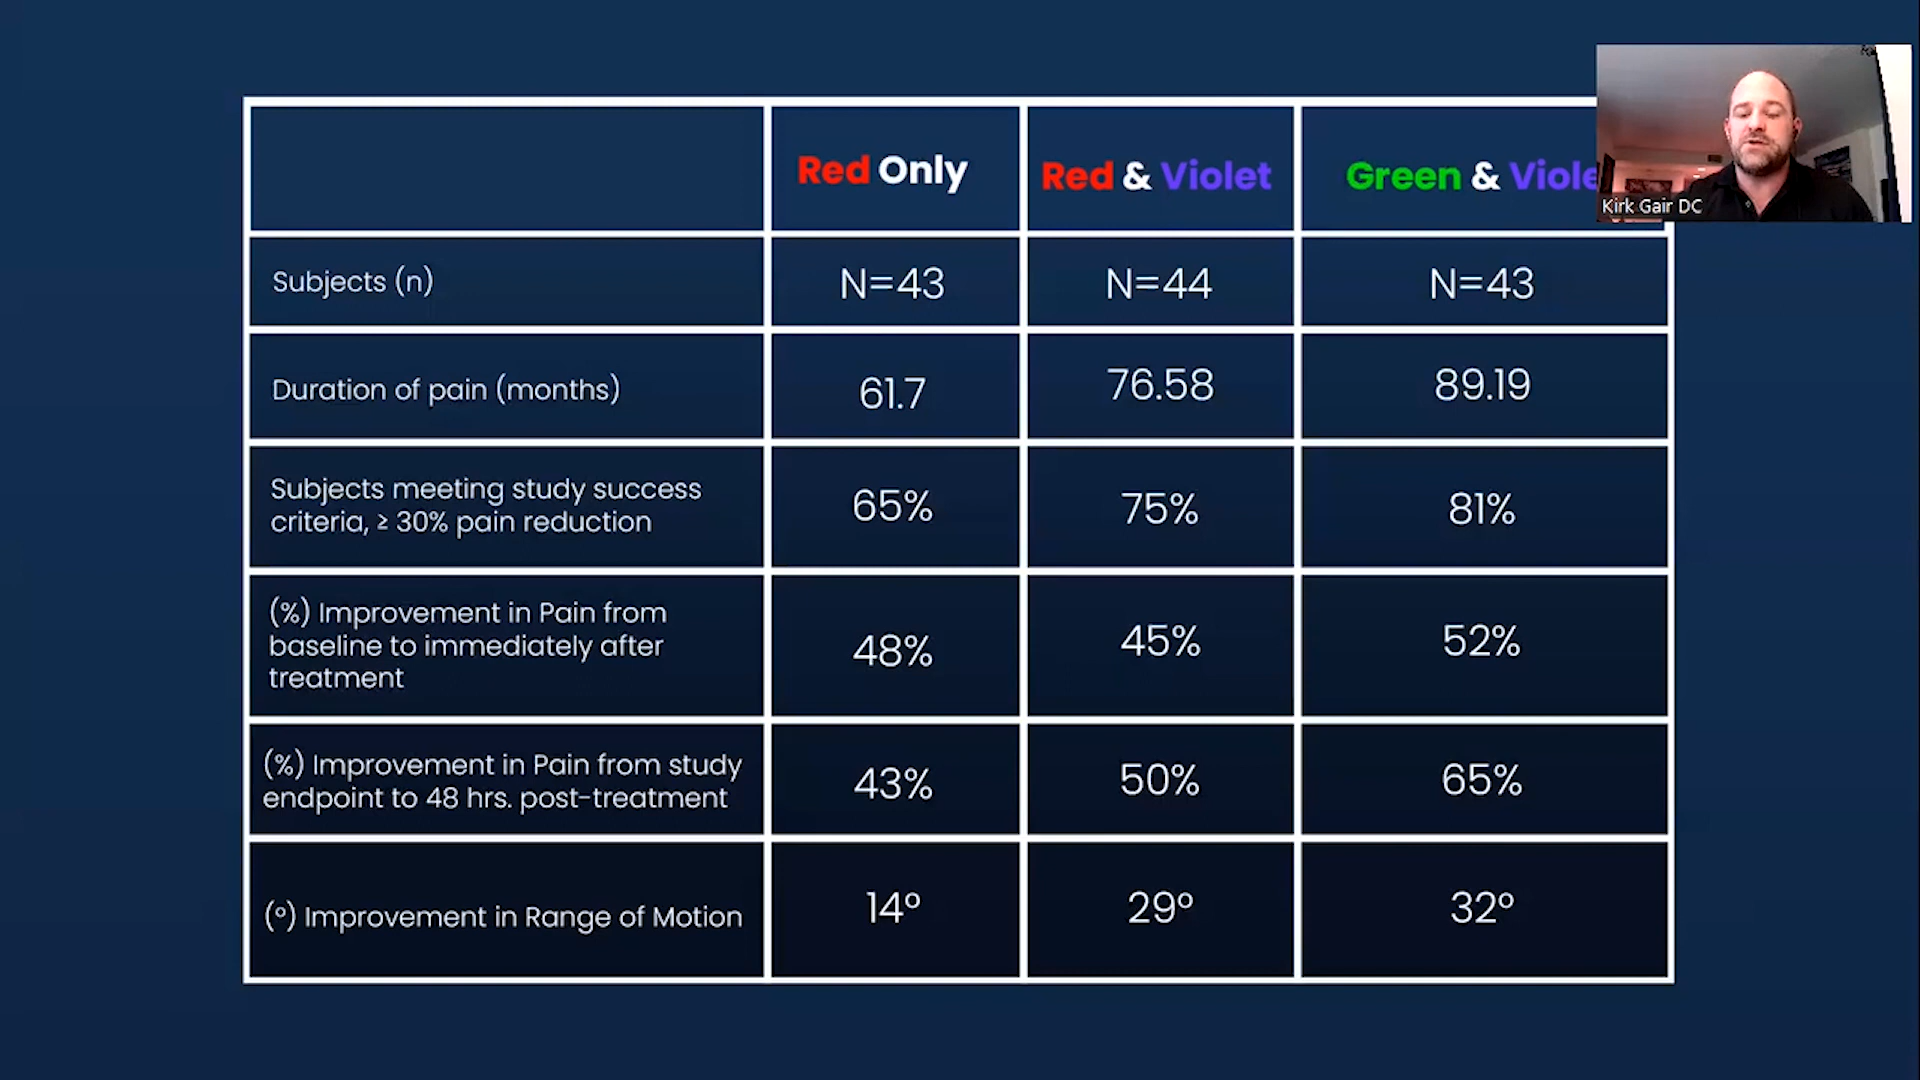 Red Only
Red & Violet
Green & Viole
Kirk Gair DC
Subjects (n)
N=43
N=44
N=43
Duration of pain (months)
61.7
76.58
89.19
Subjects meeting study success
criteria, ≥ 30% pain reduction
65%
75%
81%
(%) Improvement in Pain from
baseline to immediately after
treatment
48%
45%
52%
(%) Improvement in Pain from study
endpoint to 48 hrs. post-treatment
43%
50%
65%
(º) Improvement in Range of Motion
14º
29º
32º